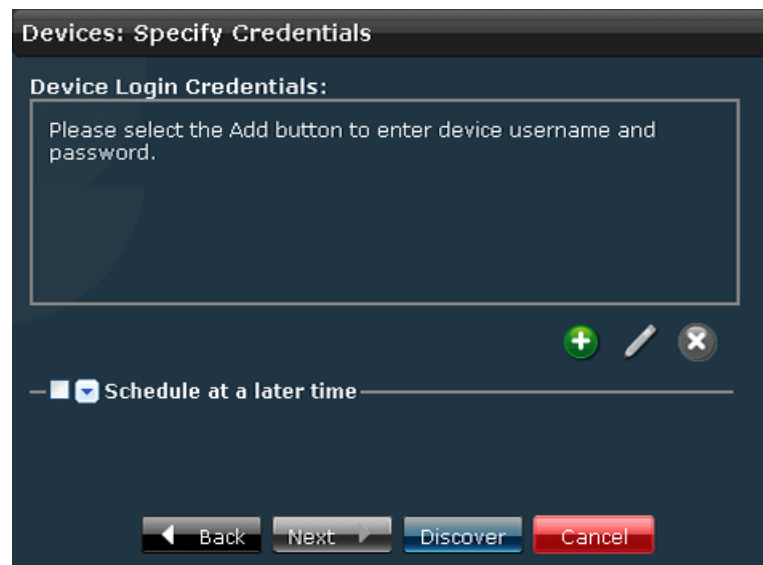 Devices: Specify Credentials
Device Login Credentials:
Please select the Add button to enter device username and
password.
Schedule at a later time
Back Next Discover Cancel